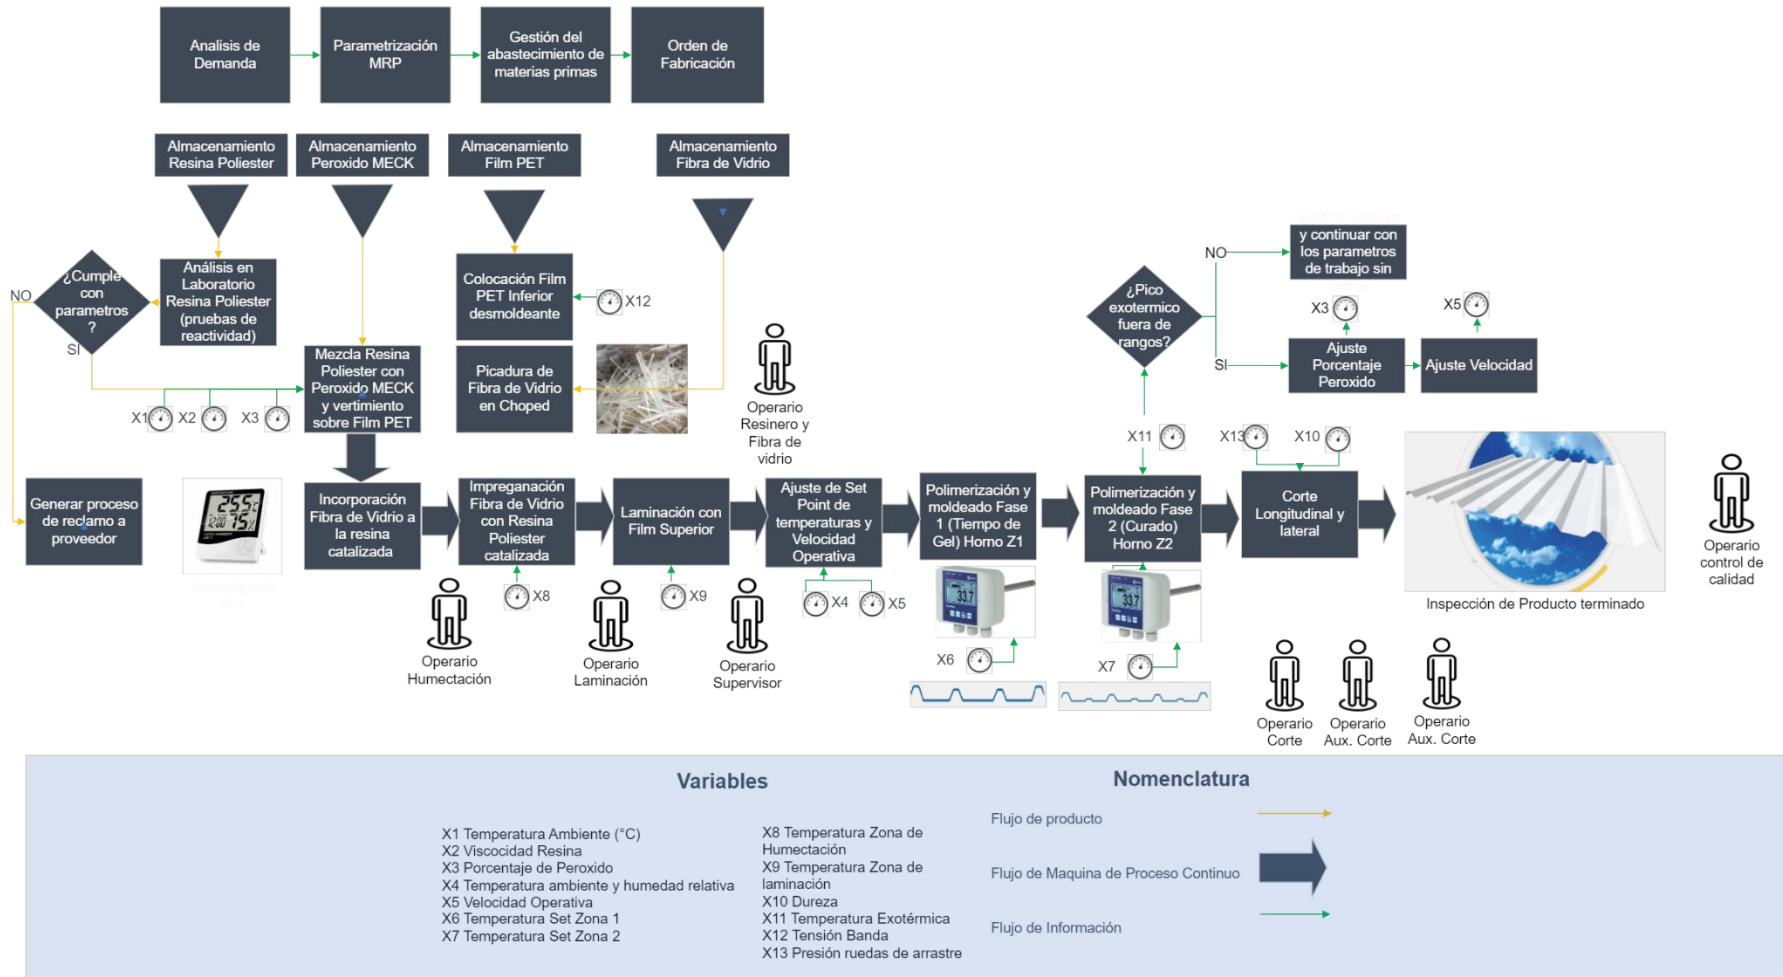 Analisis de
Demanda
Parametrización
MRP
Gestión del
abastecimiento de
materias primas
Orden de
Fabricación
Almacenamiento
Resina Poliester
Almacenamiento
Peroxido MECK
Almacenamiento
Film PET
Almacenamiento
Fibra de Vidrio
¿Cumple
con
parametros
?
NO
SI
Análisis en
Laboratorio
Resina Poliester
(pruebas de
reactividad)
Colocación Film
PET Inferior
desmoldeante
X12
Mezcla Resina
Poliester con
Peroxido MECK
y vertimiento
sobre Film PET
X1
X2
X3
Picadura de
Fibra de Vidrio
en Choped
Operario
Resinero y
Fibra de
vidrio
¿Pico
exotermico
fuera de
rangos?
NO
SI
y continuar con
los parametros
de trabajo sin
X3
X5
Ajuste
Porcentaje
Peroxido
Ajuste Velocidad
X11
X13
X10
Generar proceso
de reclamo a
proveedor
25.5
12:00
Incorporación
Fibra de Vidrio a
la resina
catalizada
Impreganación
Fibra de Vidrio
con Resina
Poliester
catalizada
Laminación con
Film Superior
Ajuste de Set
Point de
temperaturas y
Velocidad
Operativa
Polimerización y
moldeado Fase
1 (Tiempo de
Gel) Horno Z1
Polimerización y
moldeado Fase
2 (Curado)
Horno Z2
Corte
Longitudinal y
lateral
Inspección de Producto terminado
Operario
control de
calidad
X8
X9
X4
X5
33.7
33.7
X6
X7
Operario
Humectación
Operario
Laminación
Operario
Supervisor
Operario
Corte
Operario
Aux. Corte
Operario
Aux. Corte
Variables
X1 Temperatura Ambiente (°C)
X2 Viscocidad Resina
X3 Porcentaje de Peroxido
X4 Temperatura ambiente y humedad relativa
X5 Velocidad Operativa
X6 Temperatura Set Zona 1
X7 Temperatura Set Zona 2
X8 Temperatura Zona de
Humectación
X9 Temperatura Zona de
laminación
X10 Dureza
X11 Temperatura Exotérmica
X12 Tensión Banda
X13 Presión ruedas de arrastre
Nomenclatura
Flujo de producto
Flujo de Maquina de Proceso Continuo
Flujo de Información